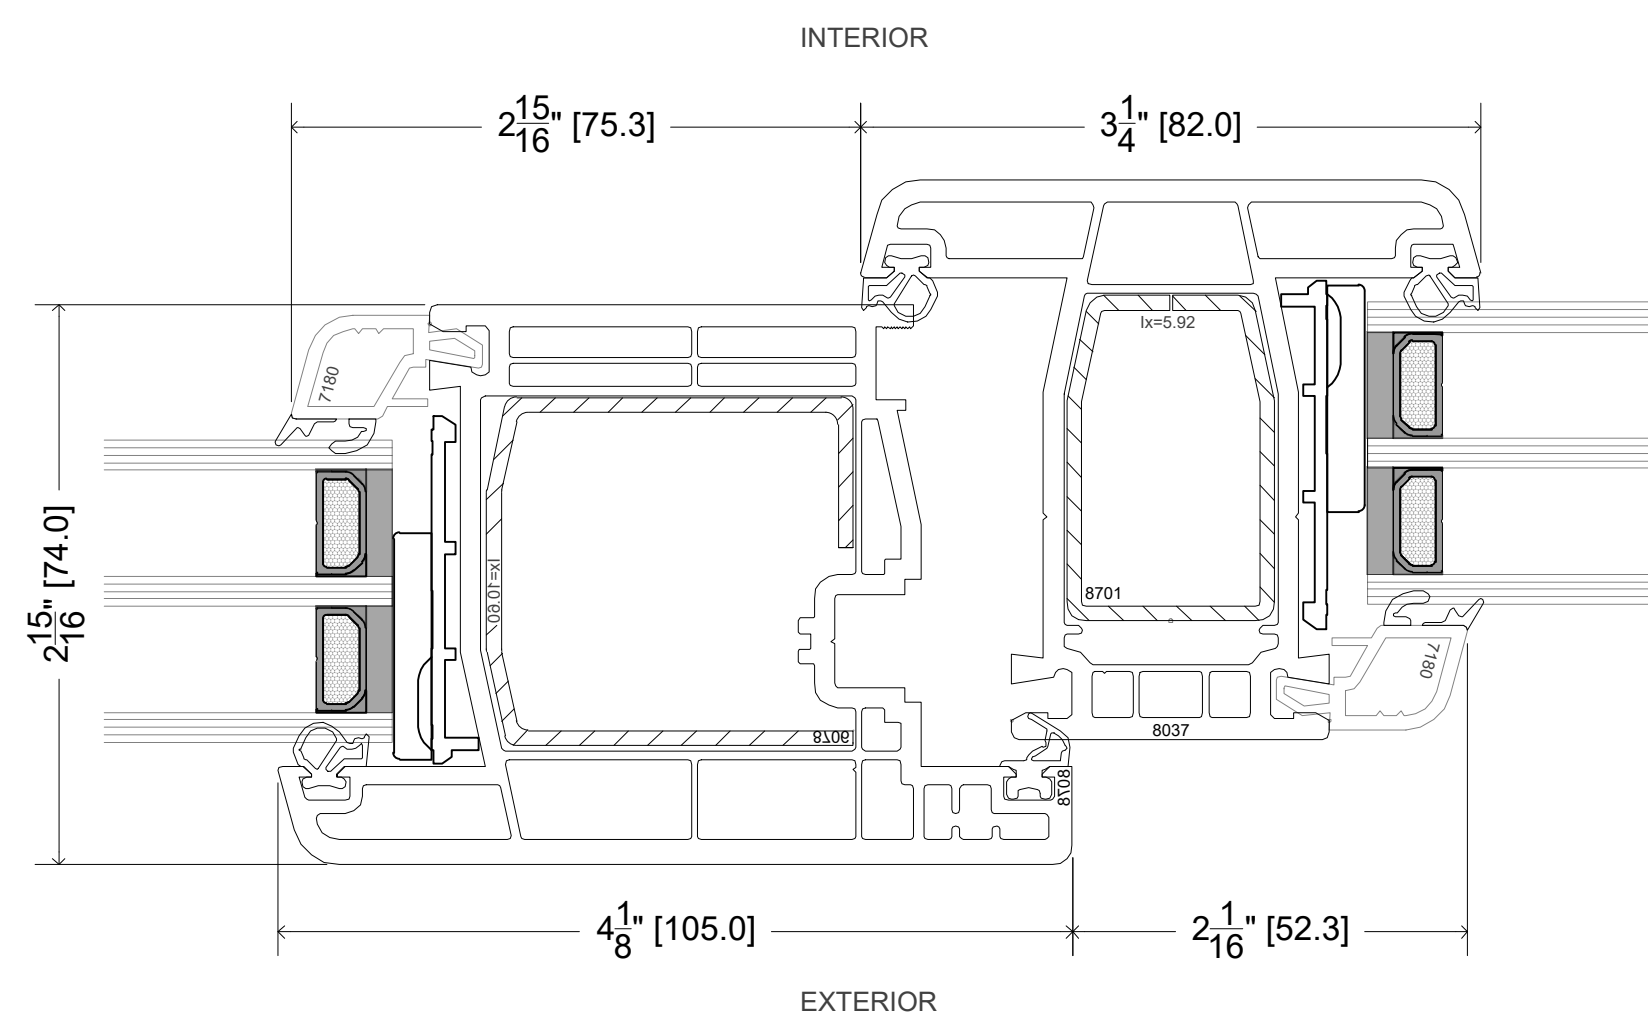 INTERIOR
2 15/16" [75.3]
3 1/4" [82.0]
Ix=5.92
7180
2 15/16" [74.0]
Ix=10.60
8701
7180
8706
8037
8708
4 1/8" [105.0]
2 1/16" [52.3]
EXTERIOR